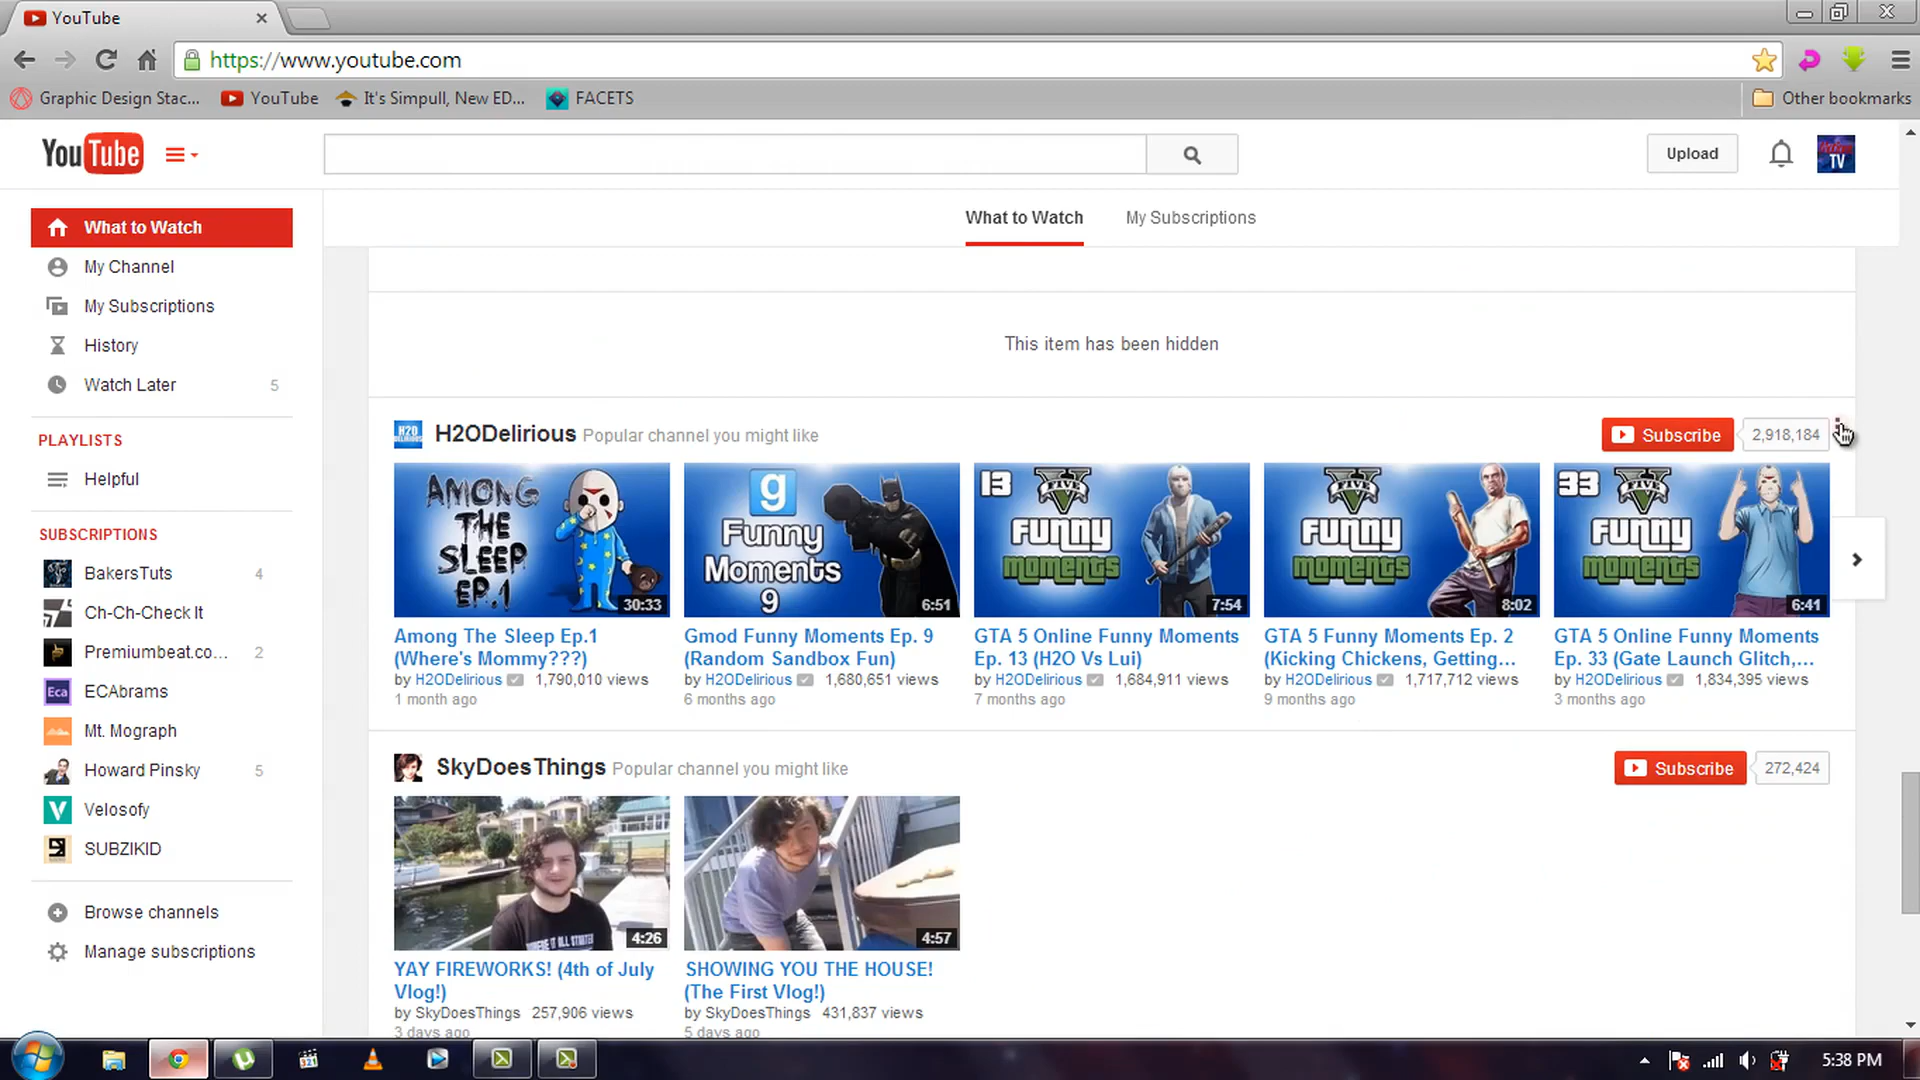 YouTube
https://www.youtube.com
Graphic Design Stac...
YouTube
It's Simpull, New ED...
FACETS
Other bookmarks
YouTube
Upload
TV
What to Watch
My Channel
My Subscriptions
History
Watch Later 5
PLAYLISTS
Helpful
SUBSCRIPTIONS
BakersTuts 4
Ch-Ch-Check It
Premiumbeat.co... 2
Eca ECAbrams
Mt. Mograph
Howard Pinsky 5
Velosofy
SUBZIKID
Browse channels
Manage subscriptions
What to Watch My Subscriptions
This item has been hidden
H2O DELIRIOUS
H2ODelirious Popular channel you might like
Subscribe 2,918,184
AMONG THE SLEEP EP.1
30:33
g
Funny Moments 9
6:51
13 V FIVE
FUNNY moments
7:54
V FIVE
FUNNY moments
8:02
33 V FIVE
FUNNY moments
6:41
Among The Sleep Ep.1
(Where's Mommy???)
by H2ODelirious 1,790,010 views
1 month ago
Gmod Funny Moments Ep. 9
(Random Sandbox Fun)
by H2ODelirious 1,680,651 views
6 months ago
GTA 5 Online Funny Moments
Ep. 13 (H2O Vs Lui)
by H2ODelirious 1,684,911 views
7 months ago
GTA 5 Funny Moments Ep. 2
(Kicking Chickens, Getting...
by H2ODelirious 1,717,712 views
9 months ago
GTA 5 Online Funny Moments
Ep. 33 (Gate Launch Glitch,...
by H2ODelirious 1,834,395 views
3 months ago
SkyDoesThings Popular channel you might like
Subscribe 272,424
WHERE IT ALL STARTED
4:26
4:57
YAY FIREWORKS! (4th of July
Vlog!)
by SkyDoesThings 257,906 views
3 days ago
SHOWING YOU THE HOUSE!
(The First Vlog!)
by SkyDoesThings 431,837 views
5 days ago
5:38 PM